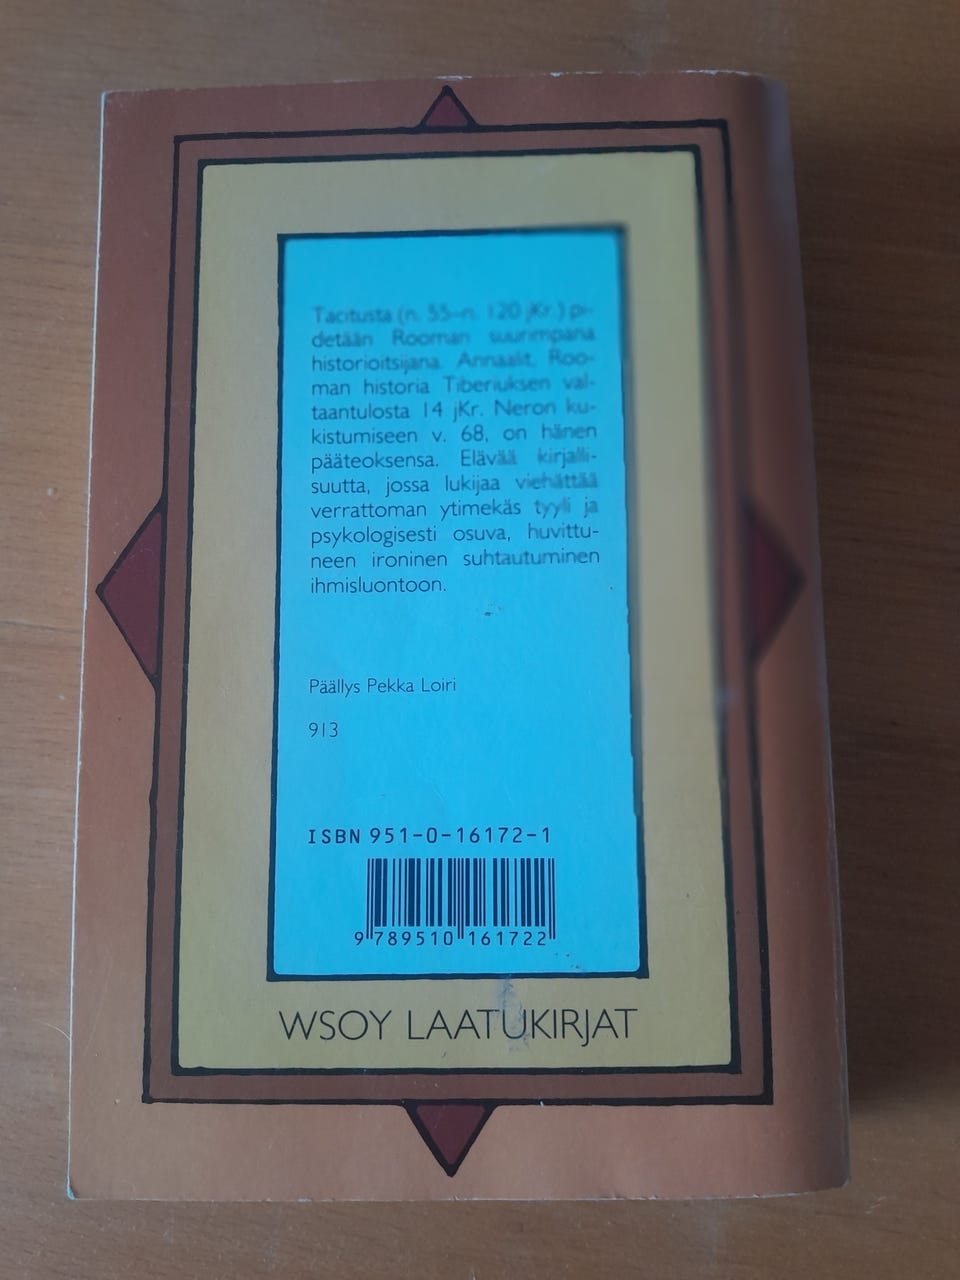 Tacitusta (n. 55–n. 120 jKr.) pi-
detään Rooman suurimpana
historioitsijana. Annaalit, Roo-
man historia Tiberiuksen val-
taantulosta 14 jKr. Neron ku-
kistumiseen v. 68, on hänen
pääteoksensa. Elävää kirjalli-
suutta, jossa lukijaa viehättää
verrattoman ytimekäs tyyli ja
psykologisesti osuva, huvittu-
neen ironinen suhtautuminen
ihmisluontoon.
Päällys Pekka Loiri
913
ISBN 951-0-16172-1
9 789510 161722
WSOY LAATUKIRJAT